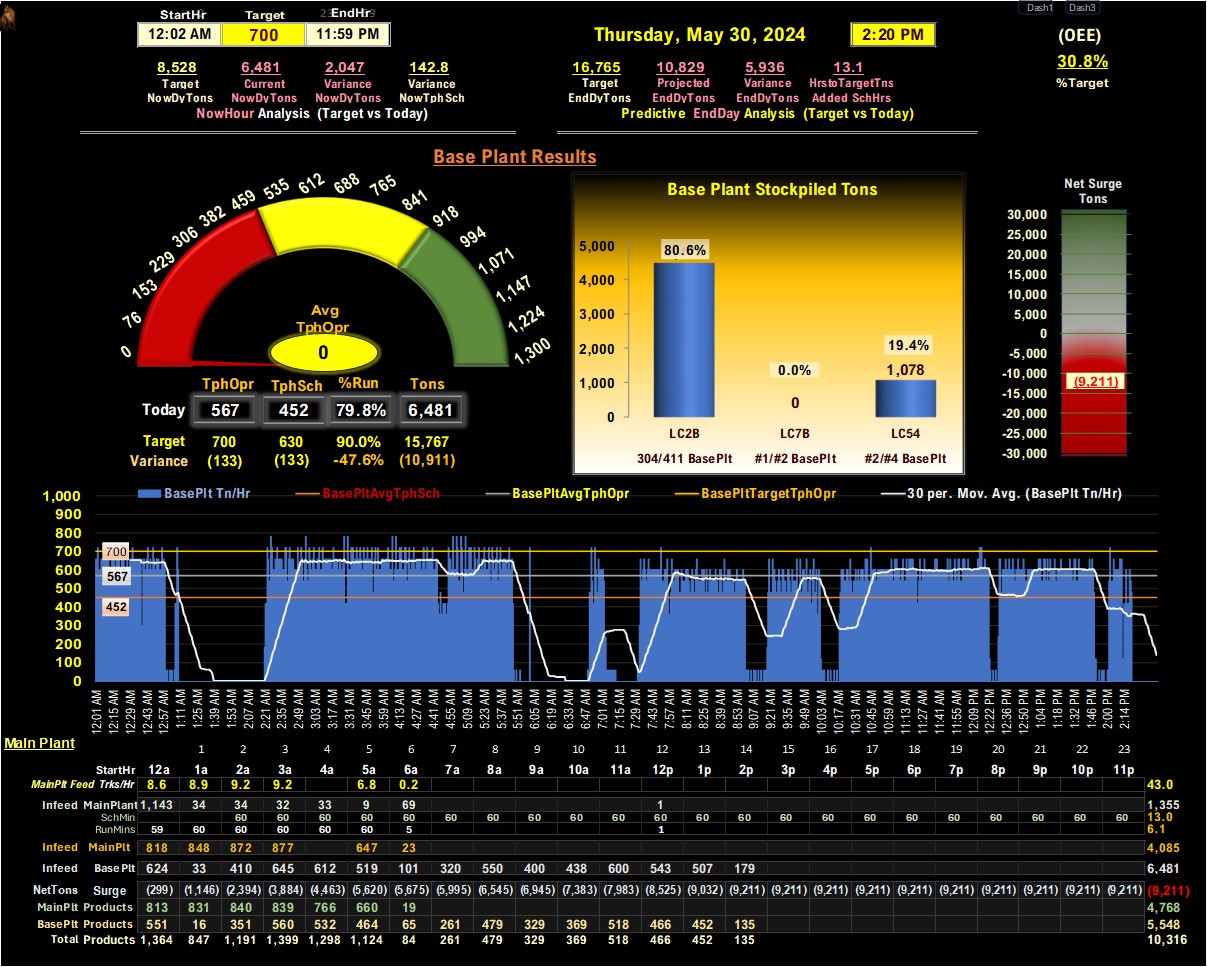 StartHr Target EndHr Dash1 Dash3
12:02 AM 700 11:59 PM Thursday, May 30, 2024 2:20 PM (OEE)
30.8%
8,528 6,481 2,047 142.8 16,765 10,829 5,936 13.1
Target Current Variance Variance Target Projected Variance HrstoTargetTns %Target
NowDyTons NowDyTons NowDyTons NowTphSch EndDyTons EndDyTons EndDyTons Added SchHrs
NowHour Analysis (Target vs Today) Predictive EndDay Analysis (Target vs Today)
Base Plant Results
0 76 153 229 306 382 459 535 612 688 765 841 918 994 1,071 1,147 1,224 1,300
Avg
TphOpr
0
TphOpr TphSch %Run Tons
Today 567 452 79.8% 6,481
Target 700 630 90.0% 15,767
Variance (133) (133) -47.6% (10,911)
Base Plant Stockpiled Tons
5,000
4,000
3,000
2,000
1,000
0
80.6%
0.0%
0
19.4%
1,078
LC2B LC7B LC54
304/411 BasePlt #1/#2 BasePlt #2/#4 BasePlt
Net Surge
Tons
30,000
25,000
20,000
15,000
10,000
5,000
0
-5,000
-10,000
(9,211)
-15,000
-20,000
-25,000
-30,000
BasePlt Tn/Hr BasePltAvgTphSch BasePltAvgTphOpr BasePltTargetTphOpr 30 per. Mov. Avg. (BasePlt Tn/Hr)
1,000
900
800
700
600
500
400
300
200
100
0
700
567
452
12:01 AM 12:15 AM 12:29 AM 12:43 AM 12:57 AM 1:11 AM 1:25 AM 1:39 AM 1:53 AM 2:07 AM 2:21 AM 2:35 AM 2:49 AM 3:03 AM 3:17 AM 3:31 AM 3:45 AM 3:59 AM 4:13 AM 4:27 AM 4:41 AM 4:55 AM 5:09 AM 5:23 AM 5:37 AM 5:51 AM 6:05 AM 6:19 AM 6:33 AM 6:47 AM 7:01 AM 7:15 AM 7:29 AM 7:43 AM 7:57 AM 8:11 AM 8:25 AM 8:39 AM 8:53 AM 9:07 AM 9:21 AM 9:35 AM 9:49 AM 10:03 AM 10:17 AM 10:31 AM 10:45 AM 10:59 AM 11:13 AM 11:27 AM 11:41 AM 11:55 AM 12:09 PM 12:22 PM 12:36 PM 12:50 PM 1:04 PM 1:18 PM 1:32 PM 1:46 PM 2:00 PM 2:14 PM
Main Plant
1 2 3 4 5 6 7 8 9 10 11 12 13 14 15 16 17 18 19 20 21 22 23
StartHr 12a 1a 2a 3a 4a 5a 6a 7a 8a 9a 10a 11a 12p 1p 2p 3p 4p 5p 6p 7p 8p 9p 10p 11p
MainPlt Feed Trks/Hr 8.6 8.9 9.2 9.2 6.8 0.2 43.0
Infeed MainPlant 1,143 34 34 32 33 9 69 1 1,355
SchMin 60 60 60 60 60 60 60 60 60 60 60 60 60 60 60 60 60 60 60 60 60 60 13.0
RunMins 59 60 60 60 60 60 5 1 6.1
Infeed MainPlt 818 848 872 877 647 23 4,085
Infeed BasePlt 624 33 410 645 612 519 101 320 550 400 438 600 543 507 179 6,481
NetTons Surge (299) (1,146) (2,394) (3,884) (4,463) (5,620) (5,675) (5,995) (6,545) (6,945) (7,383) (7,983) (8,525) (9,032) (9,211) (9,211) (9,211) (9,211) (9,211) (9,211) (9,211) (9,211) (9,211) (9,211) (9,211)
MainPlt Products 813 831 840 839 766 660 19 4,768
BasePlt Products 551 16 351 560 532 464 65 261 479 329 369 518 466 452 135 5,548
Total Products 1,364 847 1,191 1,399 1,298 1,124 84 261 479 329 369 518 466 452 135 10,316